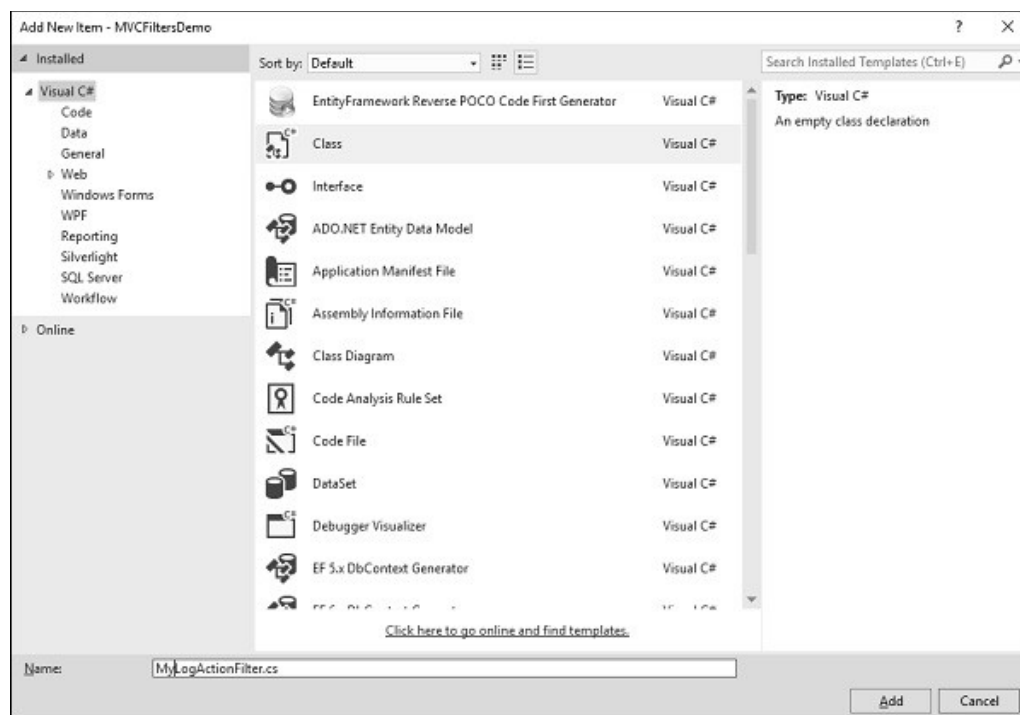 Add New Item - MVCFiltersDemo
?
Installed
Sort by: Default
Search Installed Templates (Ctrl+E)
Visual C#
Code
Data
General
Web
Windows Forms
WPF
Reporting
Silverlight
SQL Server
Workflow
Online
EntityFramework Reverse POCO Code First Generator Visual C#
Class Visual C#
Interface Visual C#
ADO.NET Entity Data Model Visual C#
Application Manifest File Visual C#
Assembly Information File Visual C#
Class Diagram Visual C#
Code Analysis Rule Set Visual C#
Code File Visual C#
DataSet Visual C#
Debugger Visualizer Visual C#
EF 5.x DbContext Generator Visual C#
Click here to go online and find templates.
Type: Visual C#
An empty class declaration
Name: MyLogActionFilter.cs
Add Cancel